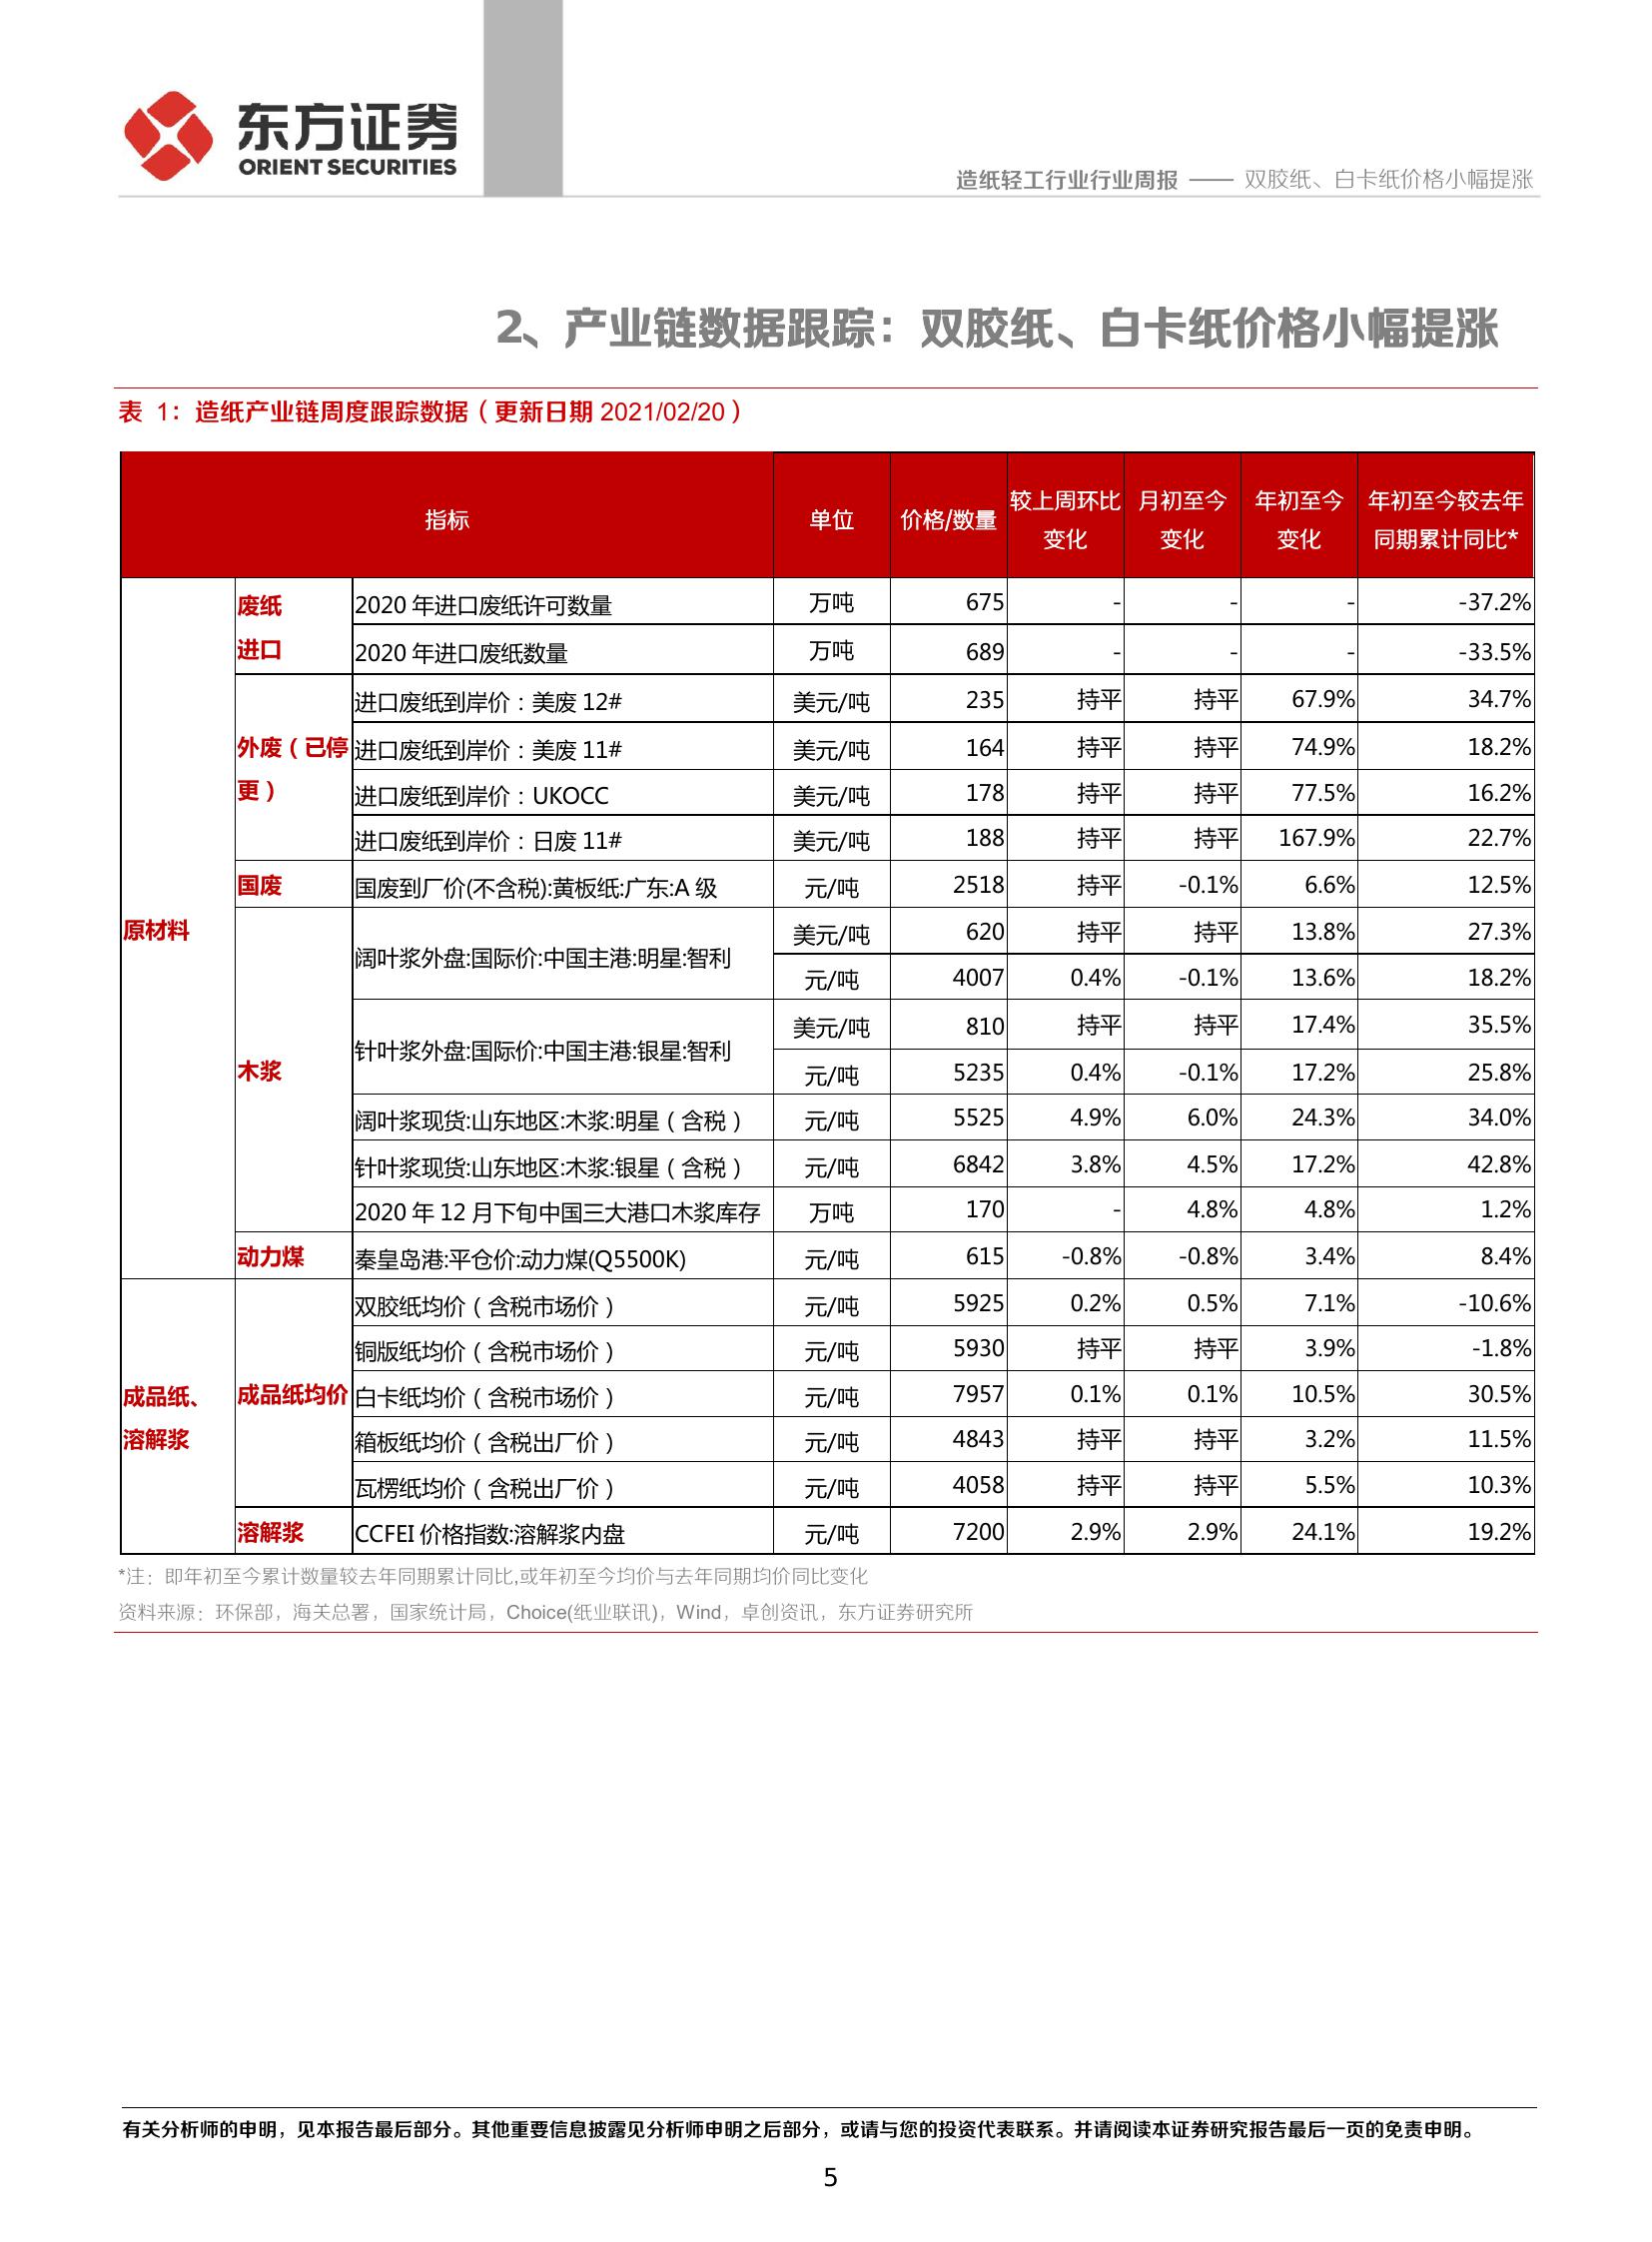 东方证券
ORIENT SECURITIES
造纸轻工行业行业周报 —— 双胶纸、白卡纸价格小幅提涨
2、产业链数据跟踪：双胶纸、白卡纸价格小幅提涨
表 1：造纸产业链周度跟踪数据（更新日期 2021/02/20）
指标 单位 价格/数量 较上周环比变化 月初至今变化 年初至今变化 年初至今较去年同期累计同比*
原材料 废纸进口 2020 年进口废纸许可数量 万吨 675 - - - -37.2%
2020 年进口废纸数量 万吨 689 - - - -33.5%
外废（已停更） 进口废纸到岸价：美废 12# 美元/吨 235 持平 持平 67.9% 34.7%
进口废纸到岸价：美废 11# 美元/吨 164 持平 持平 74.9% 18.2%
进口废纸到岸价：UKOCC 美元/吨 178 持平 持平 77.5% 16.2%
进口废纸到岸价：日废 11# 美元/吨 188 持平 持平 167.9% 22.7%
国废 国废到厂价(不含税):黄板纸:广东:A 级 元/吨 2518 持平 -0.1% 6.6% 12.5%
木浆 阔叶浆外盘:国际价:中国主港:明星:智利 美元/吨 620 持平 持平 13.8% 27.3%
元/吨 4007 0.4% -0.1% 13.6% 18.2%
针叶浆外盘:国际价:中国主港:银星:智利 美元/吨 810 持平 持平 17.4% 35.5%
元/吨 5235 0.4% -0.1% 17.2% 25.8%
阔叶浆现货:山东地区:木浆:明星（含税） 元/吨 5525 4.9% 6.0% 24.3% 34.0%
针叶浆现货:山东地区:木浆:银星（含税） 元/吨 6842 3.8% 4.5% 17.2% 42.8%
2020 年 12 月下旬中国三大港口木浆库存 万吨 170 - 4.8% 4.8% 1.2%
动力煤 秦皇岛港:平仓价:动力煤(Q5500K) 元/吨 615 -0.8% -0.8% 3.4% 8.4%
成品纸、溶解浆 成品纸均价 双胶纸均价（含税市场价） 元/吨 5925 0.2% 0.5% 7.1% -10.6%
铜版纸均价（含税市场价） 元/吨 5930 持平 持平 3.9% -1.8%
白卡纸均价（含税市场价） 元/吨 7957 0.1% 0.1% 10.5% 30.5%
箱板纸均价（含税出厂价） 元/吨 4843 持平 持平 3.2% 11.5%
瓦楞纸均价（含税出厂价） 元/吨 4058 持平 持平 5.5% 10.3%
溶解浆 CCFEI 价格指数:溶解浆内盘 元/吨 7200 2.9% 2.9% 24.1% 19.2%
*注：即年初至今累计数量较去年同期累计同比,或年初至今均价与去年同期均价同比变化
资料来源：环保部，海关总署，国家统计局，Choice(纸业联讯)，Wind，卓创资讯，东方证券研究所
有关分析师的申明，见本报告最后部分。其他重要信息披露见分析师申明之后部分，或请与您的投资代表联系。并请阅读本证券研究报告最后一页的免责申明。
5